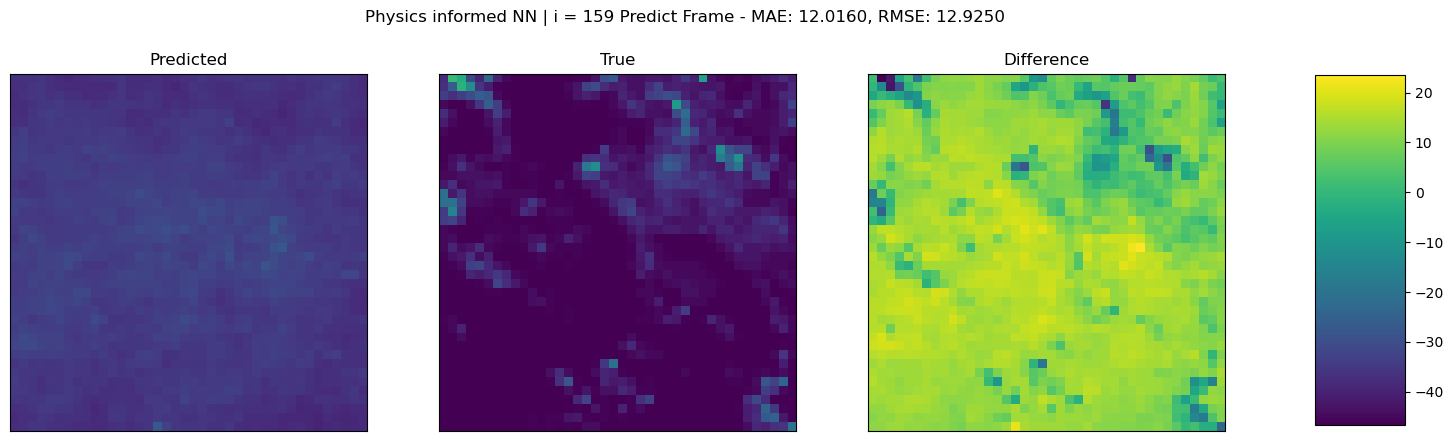 Physics informed NN | i = 159 Predict Frame - MAE: 12.0160, RMSE: 12.9250
Predicted
True
Difference
20
10
0
−10
−20
−30
−40